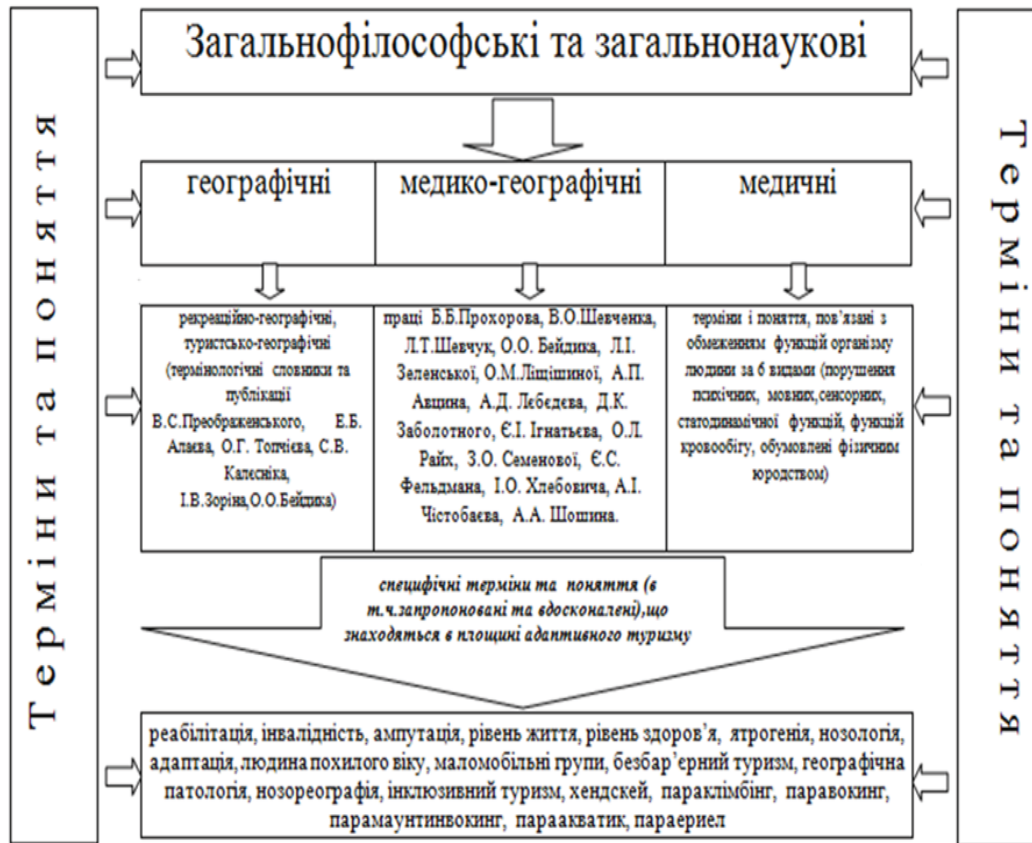 Терміни та поняття
Загальнофілософські та загальнонаукові
географічні
медико-географічні
медичні
рекреаційно-географічні,
туристсько-географічні
(термінологічні словники та
публікації
В.С.Преображенського, Е.Б.
Алаєва, О.Г. Топчієва, С.В.
Калєсніка,
І.В.Зоріна,О.О.Бейдика)
праці Б.Б.Прохорова, В.О.Шевченка,
Л.Т.Шевчук, О.О. Бейдика, Л.І.
Зеленської, О.М.Ліщішиної, А.П.
Авцина, А.Д. Лєбєдєва, Д.К.
Заболотного, Є.І. Ігнатьєва, О.Л.
Райх, З.О. Семенової, Є.С.
Фельдмана, І.О. Хлебовича, А.І.
Чістобаєва, А.А. Шошина.
терміни і поняття, пов’язані з
обмеженням функцій організму
людини за 6 видами (порушення
психічних, мовних,сенсорних,
статодинамічної функцій, функцій
кровообігу, обумовлені фізичним
юродством)
специфічні терміни та поняття (в
т.ч.запропоновані та вдосконалені),що
знаходяться в площині адаптивного туризму
реабілітація, інвалідність, ампутація, рівень життя, рівень здоров’я, ятрогенія, нозологія,
адаптація, людина похилого віку, маломобільні групи, безбар’єрний туризм, географічна
патологія, нозореографія, інклюзивний туризм, хендскей, параклімбінг, паравокинг,
парамаунтинвокинг, параакватик, параериел
Терміни та поняття